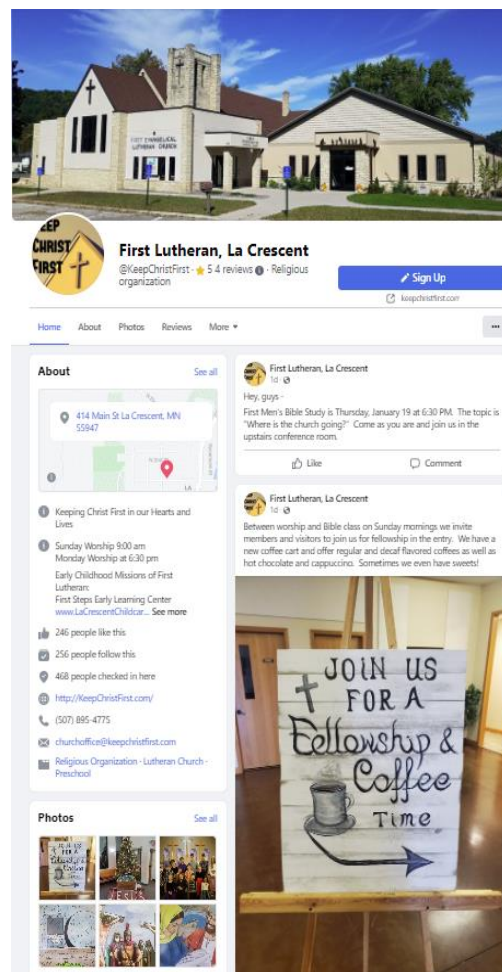 FIRST EVANGELICAL
LUTHERAN CHURCH
KEEP
CHRIST
FIRST
First Lutheran, La Crescent
@KeepChristFirst · 5 4 reviews · Religious
organization
Sign Up
keepchristfirst.com
Home About Photos Reviews More
About
See all
414 Main St La Crescent, MN
55947
LA
Keeping Christ First in our Hearts and
Lives
Sunday Worship 9:00 am
Monday Worship at 6:30 pm
Early Childhood Missions of First
Lutheran:
First Steps Early Learning Center
www.LaCrescentChildcar... See more
246 people like this
256 people follow this
468 people checked in here
http://KeepChristFirst.com/
(507) 895-4775
churchoffice@keepchristfirst.com
Religious Organization · Lutheran Church ·
Preschool
Photos
See all
JOIN US
FOR A
Fellowship &
Coffee
JESUS
First Lutheran, La Crescent
1d
Hey, guys -
First Men's Bible Study is Thursday, January 19 at 6:30 PM. The topic is
"Where is the church going?" Come as you are and join us in the
upstairs conference room.
Like
Comment
First Lutheran, La Crescent
1d
Between worship and Bible class on Sunday mornings we invite
members and visitors to join us for fellowship in the entry. We have a
new coffee cart and offer regular and decaf flavored coffees as well as
hot chocolate and cappuccino. Sometimes we even have sweets!
JOIN US
FOR A
Fellowship &
Coffee
TIME